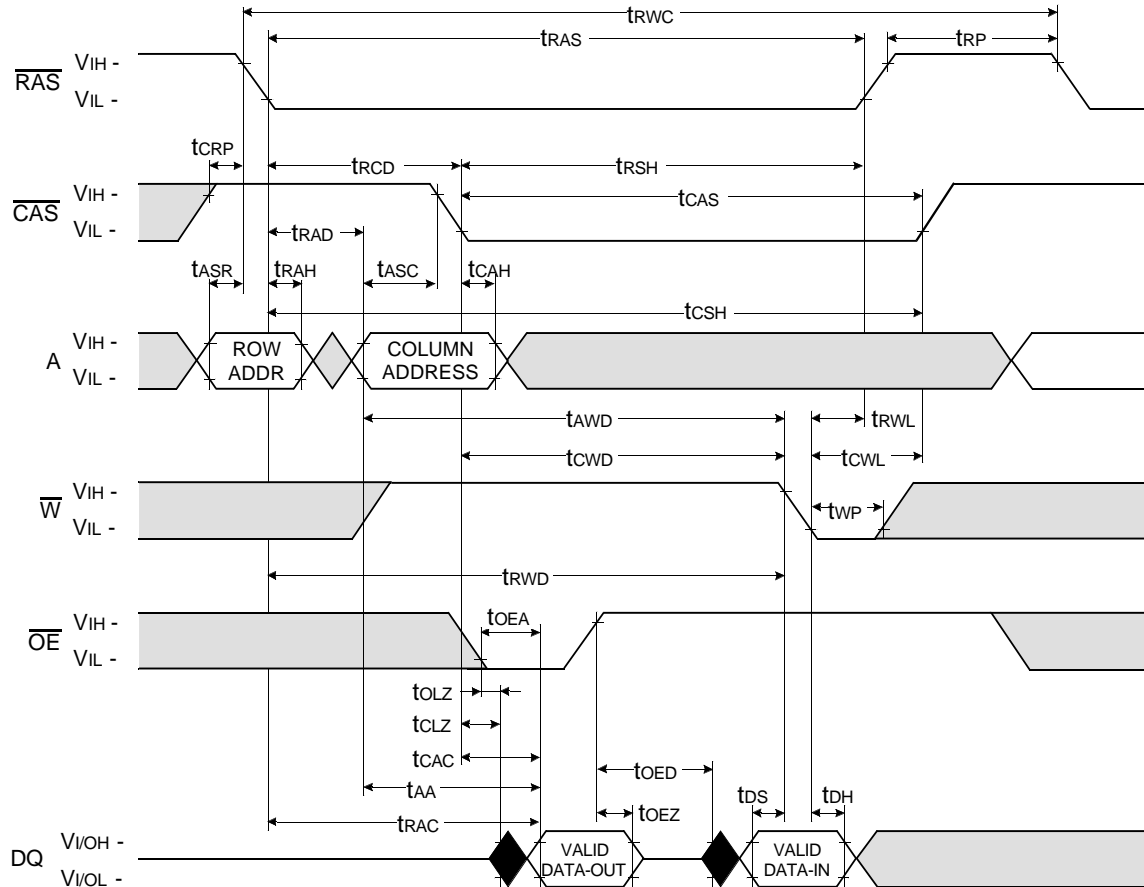 tRWC
tRAS
tRP
RAS
VIH -
VIL -
tCRP
tRCD
tRSH
CAS
VIH -
VIL -
tCAS
tRAD
tASR
tRAH
tASC
tCAH
tCSH
A
VIH -
VIL -
ROW
ADDR
COLUMN
ADDRESS
tAWD
tRWL
tCWD
tCWL
W
VIH -
VIL -
tWP
tRWD
OE
VIH -
VIL -
tOEA
tOLZ
tCLZ
tCAC
tOED
tAA
tOEZ
tDS
tDH
tRAC
DQ
VI/OH -
VI/OL -
VALID
DATA-OUT
VALID
DATA-IN